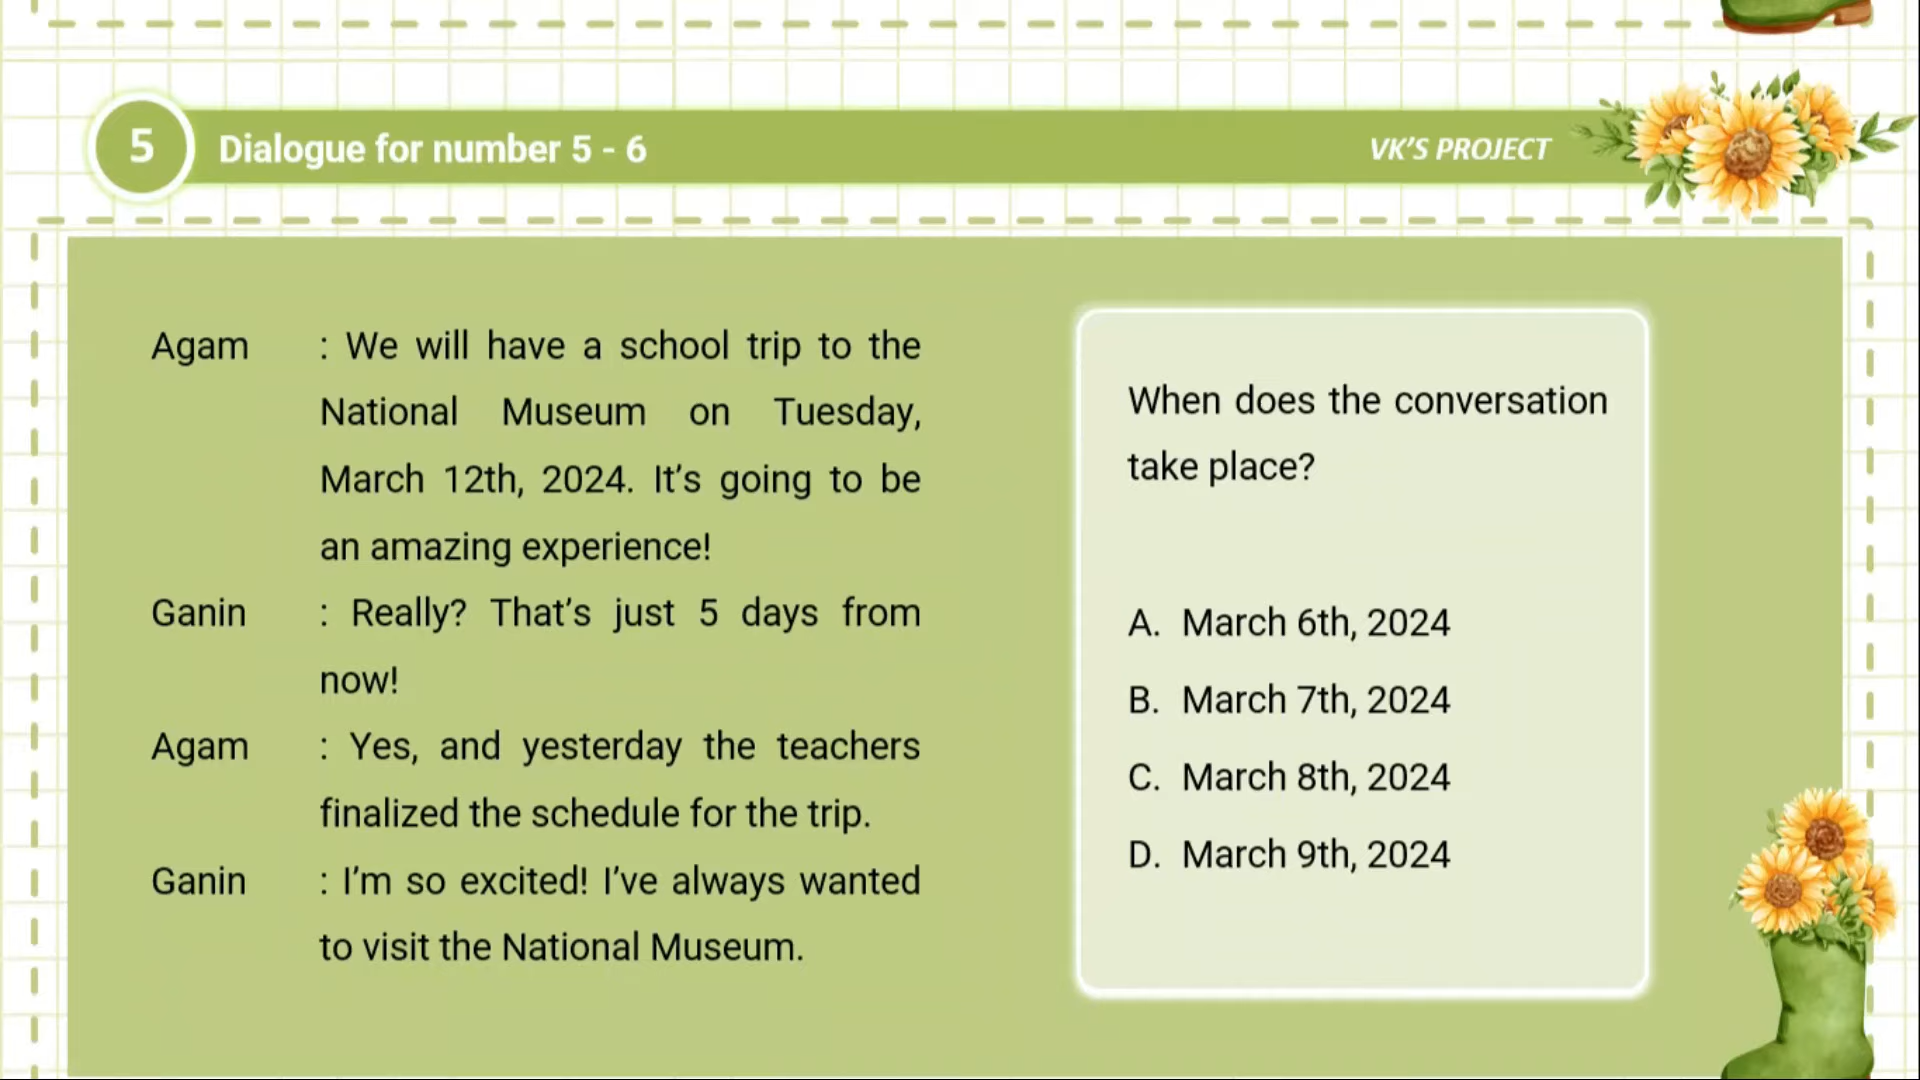 5 Dialogue for number 5 - 6 VK'S PROJECT
Agam : We will have a school trip to the
National Museum on Tuesday,
March 12th, 2024. It's going to be
an amazing experience!
Ganin : Really? That's just 5 days from
now!
Agam : Yes, and yesterday the teachers
finalized the schedule for the trip.
Ganin : I'm so excited! I've always wanted
to visit the National Museum.
When does the conversation
take place?
A. March 6th, 2024
B. March 7th, 2024
C. March 8th, 2024
D. March 9th, 2024